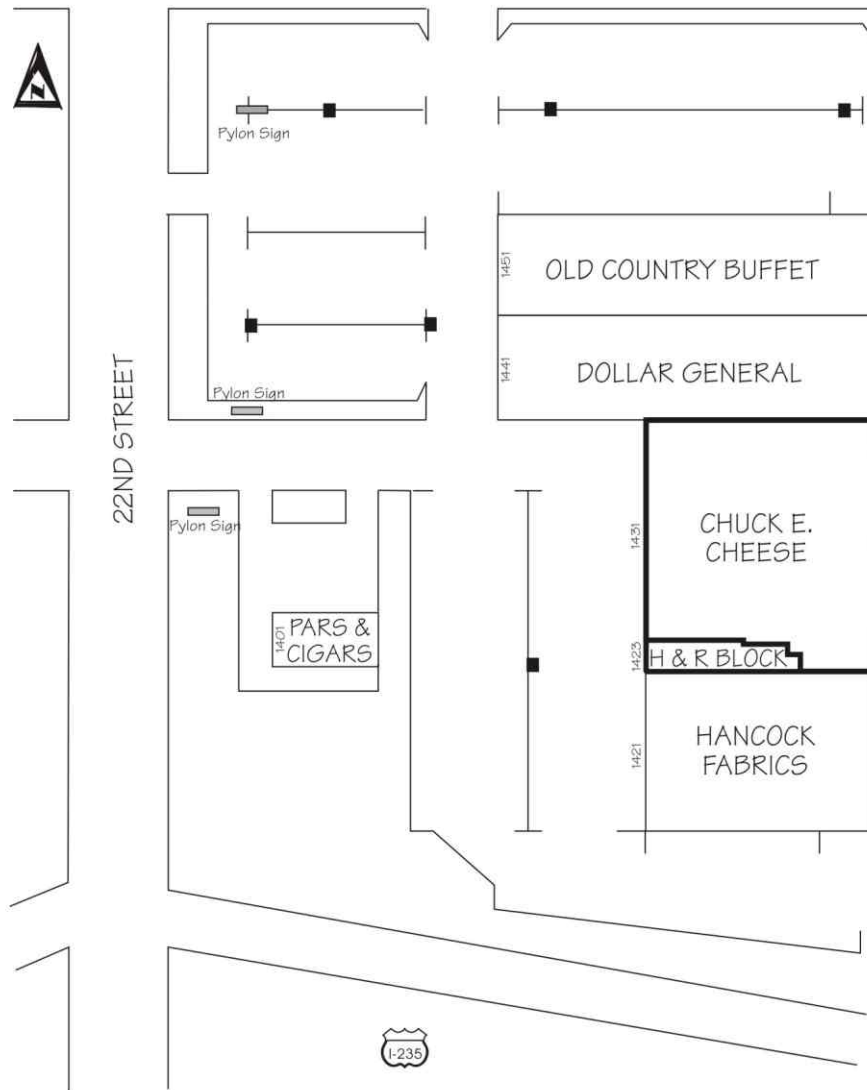 N
Pylon Sign
1451
OLD COUNTRY BUFFET
1441
DOLLAR GENERAL
Pylon Sign
22ND STREET
Pylon Sign
1431
CHUCK E.
CHEESE
1401
PARS &
CIGARS
1423
H & R BLOCK
1421
HANCOCK
FABRICS
I-235